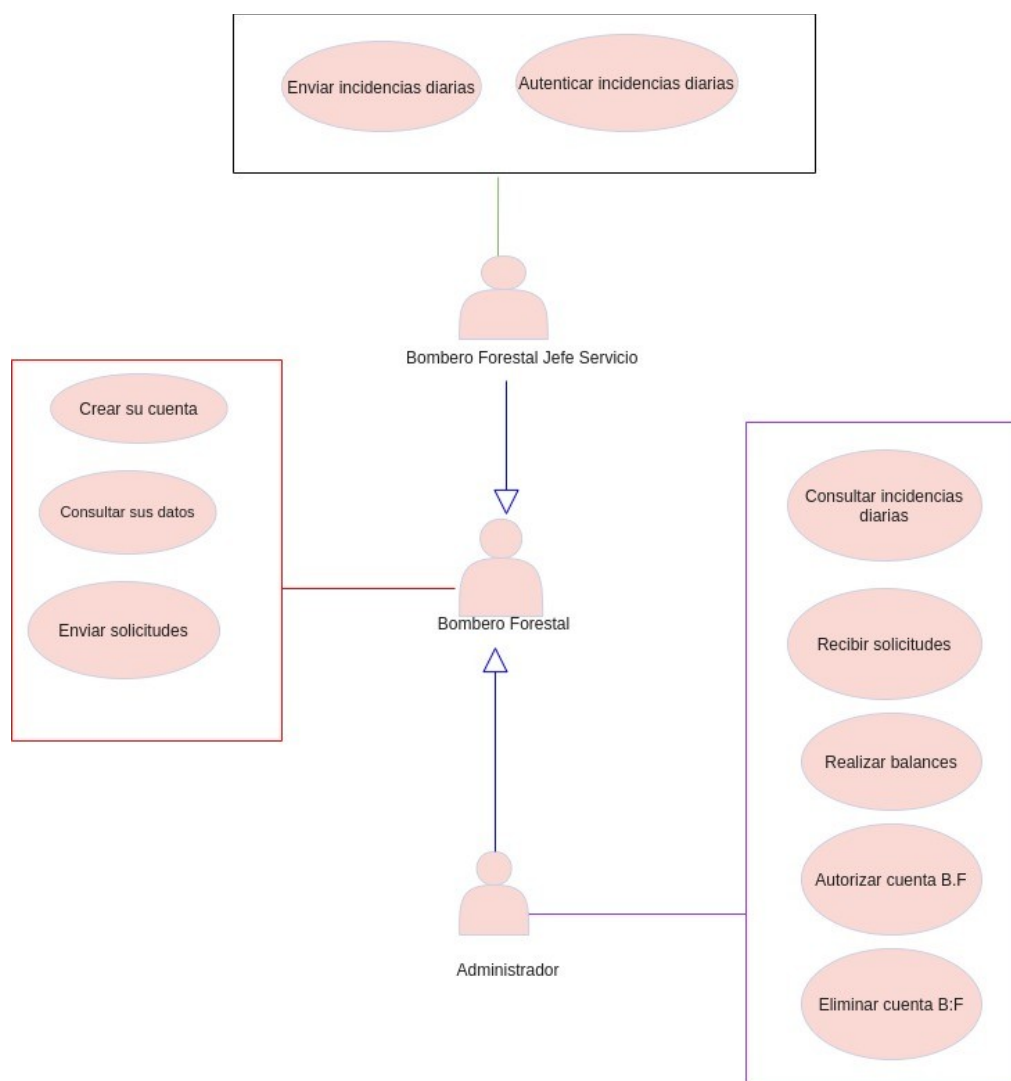 Enviar incidencias diarias
Autenticar incidencias diarias
Bombero Forestal Jefe Servicio
Crear su cuenta
Consultar sus datos
Enviar solicitudes
Bombero Forestal
Consultar incidencias
diarias
Recibir solicitudes
Realizar balances
Autorizar cuenta B.F
Eliminar cuenta B:F
Administrador